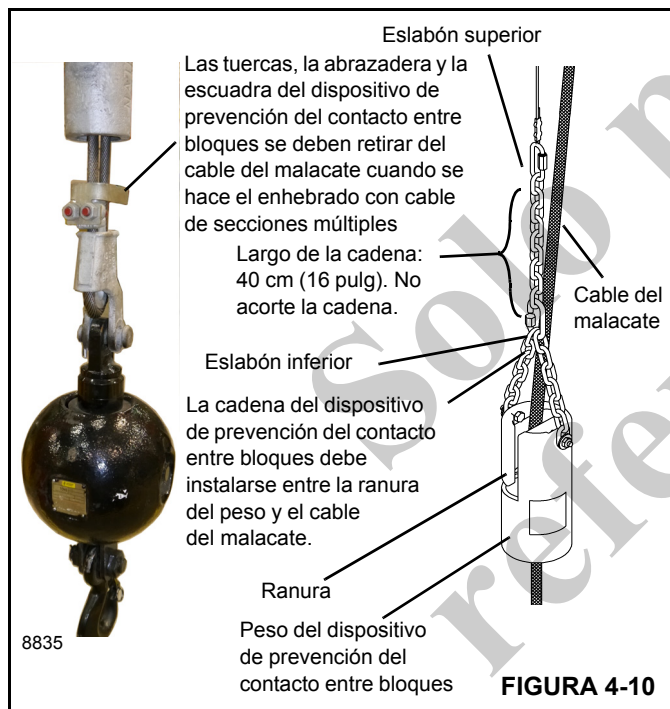 Eslabón superior
Las tuercas, la abrazadera y la
escuadra del dispositivo de
prevención del contacto entre
bloques se deben retirar del
cable del malacate cuando se
hace el enhebrado con cable
de secciones múltiples
Largo de la cadena:
40 cm (16 pulg). No
acorte la cadena.
Cable del
malacate
Eslabón inferior
La cadena del dispositivo
de prevención del contacto
entre bloques debe
instalarse entre la ranura
del peso y el cable
del malacate.
Ranura
Peso del dispositivo
de prevención del
contacto entre bloques
8835
FIGURA 4-10
Solo p
refe